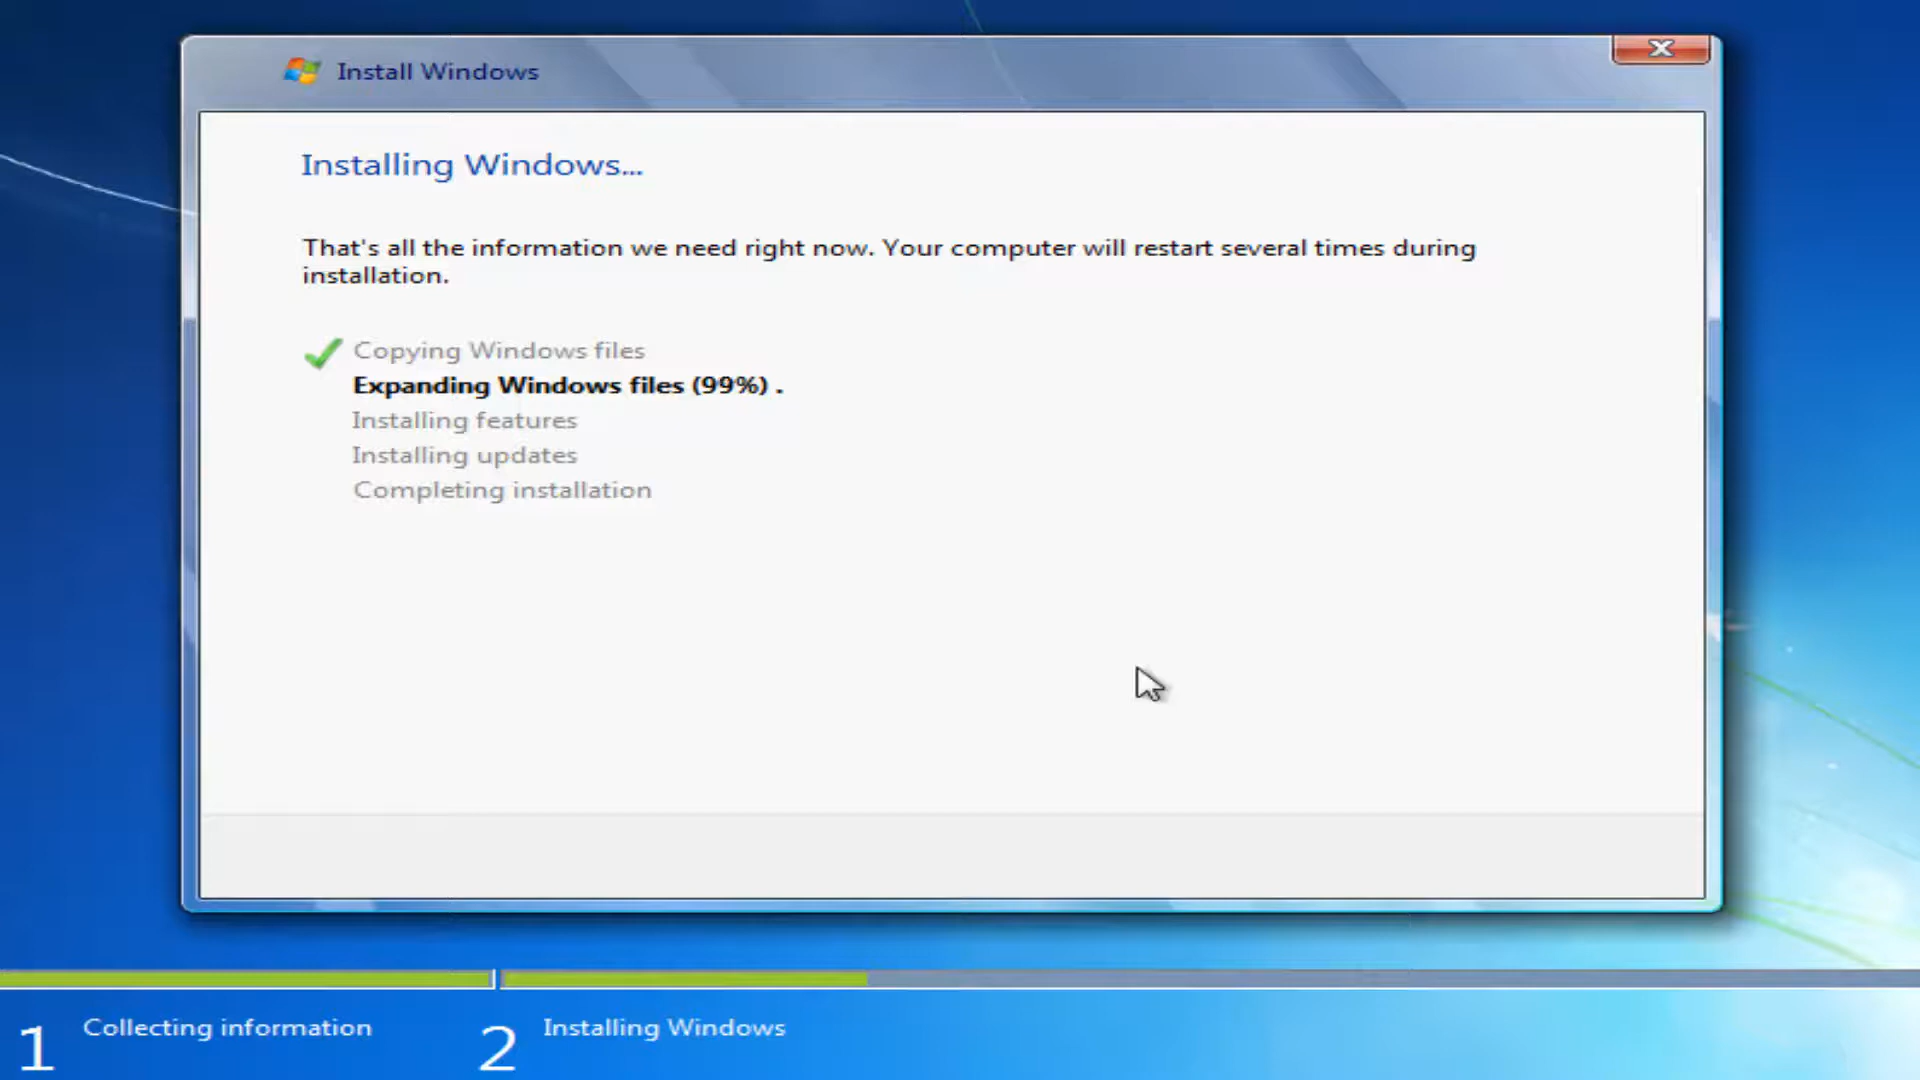 Install Windows
Installing Windows...
That's all the information we need right now. Your computer will restart several times during
installation.
Copying Windows files
Expanding Windows files (99%) .
Installing features
Installing updates
Completing installation
1 Collecting information
2 Installing Windows